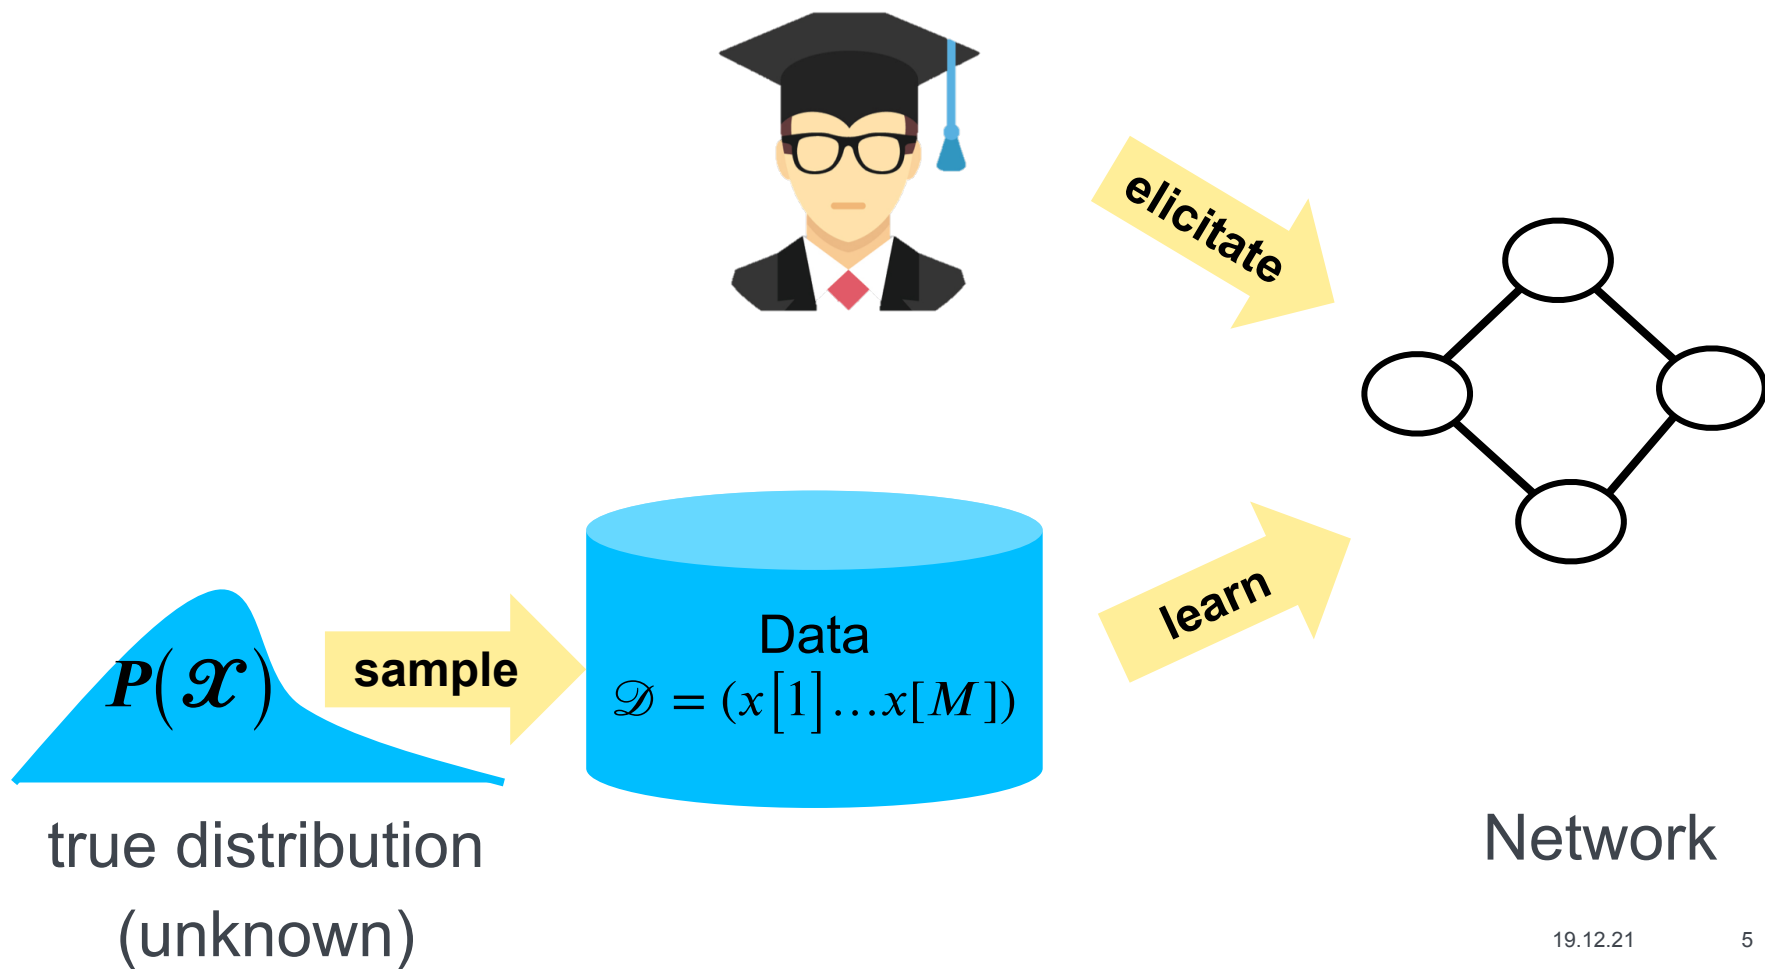 elicitate
learn
Data
𝒟 = (x[1]…x[M])
P(𝒳)
sample
true distribution
(unknown)
Network
19.12.21 5